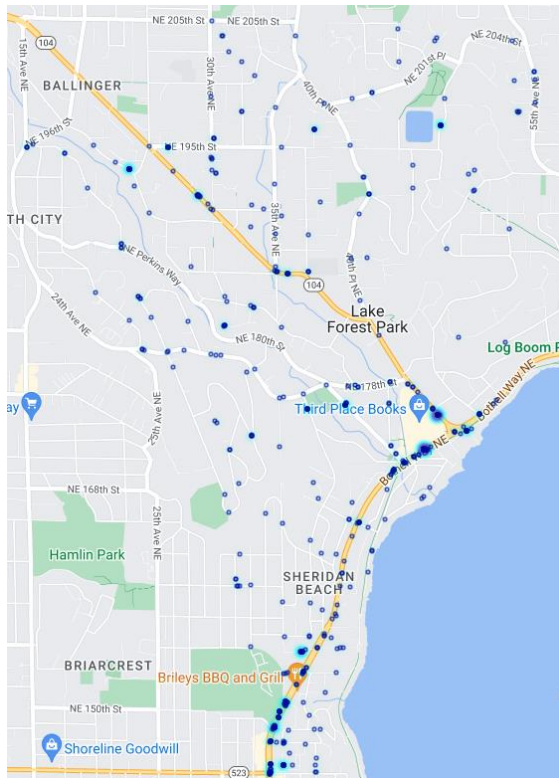 NE 205th St
NE 205th St
NE 204th St
104
15th Ave NE
30th Ave NE
40th Pl NE
NE 201st Pl
55th Ave NE
BALLINGER
NE 196th St
NE 195th St
TH CITY
35th Ave NE
NE Perkins Way
104
24th Ave NE
Lake
Forest Park
NE 180th St
Log Boom P
NE 178th St
Bothell Way NE
ay
Third Place Books
NE
NE 168th St
25th Ave NE
Hamlin Park
SHERIDAN
BEACH
BRIARCREST
Brileys BBQ and Grill
NE 150th St
Shoreline Goodwill
523